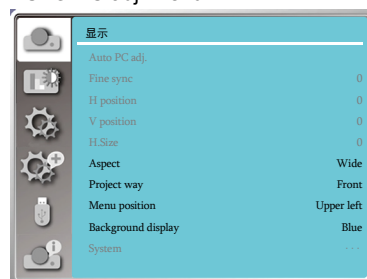 显示
Auto PC adj.
Fine sync 0
H position 0
V position 0
H.Size 0
Aspect Wide
Project way Front
Menu position Upper left
Background display Blue
System ---